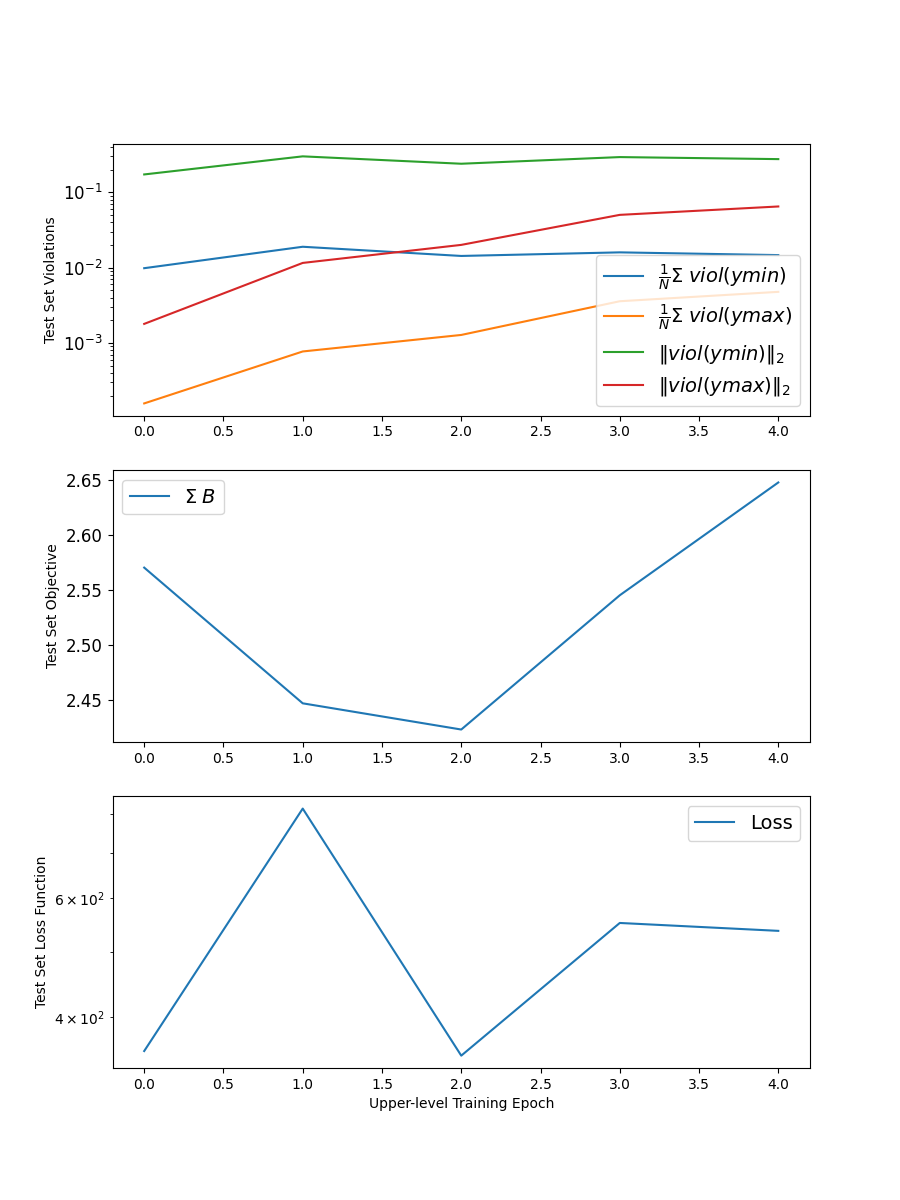 Test Set Violations
10⁻¹
10⁻²
10⁻³
1/N Σ viol(ymin)
1/N Σ viol(ymax)
‖viol(ymin)‖₂
‖viol(ymax)‖₂
0.0 0.5 1.0 1.5 2.0 2.5 3.0 3.5 4.0
Test Set Objective
2.65
2.60
2.55
2.50
2.45
Σ B
0.0 0.5 1.0 1.5 2.0 2.5 3.0 3.5 4.0
Test Set Loss Function
6 × 10²
4 × 10²
Loss
0.0 0.5 1.0 1.5 2.0 2.5 3.0 3.5 4.0
Upper-level Training Epoch